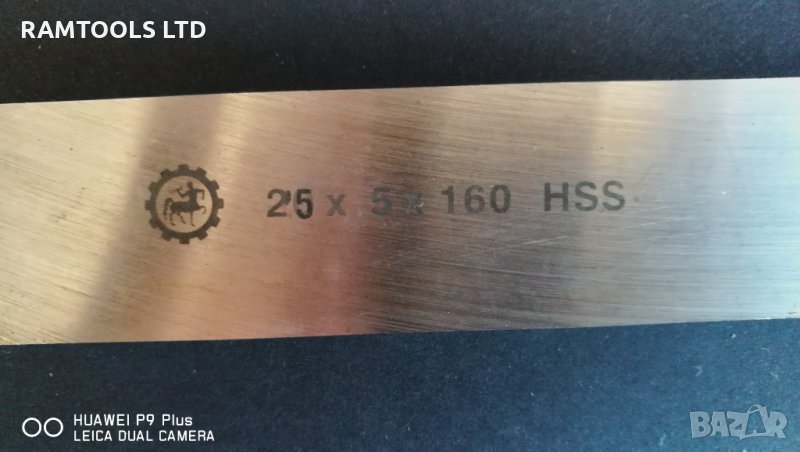 RAMTOOLS LTD
25 x 5 x 160 HSS
HUAWEI P9 Plus
LEICA DUAL CAMERA
BAZAR